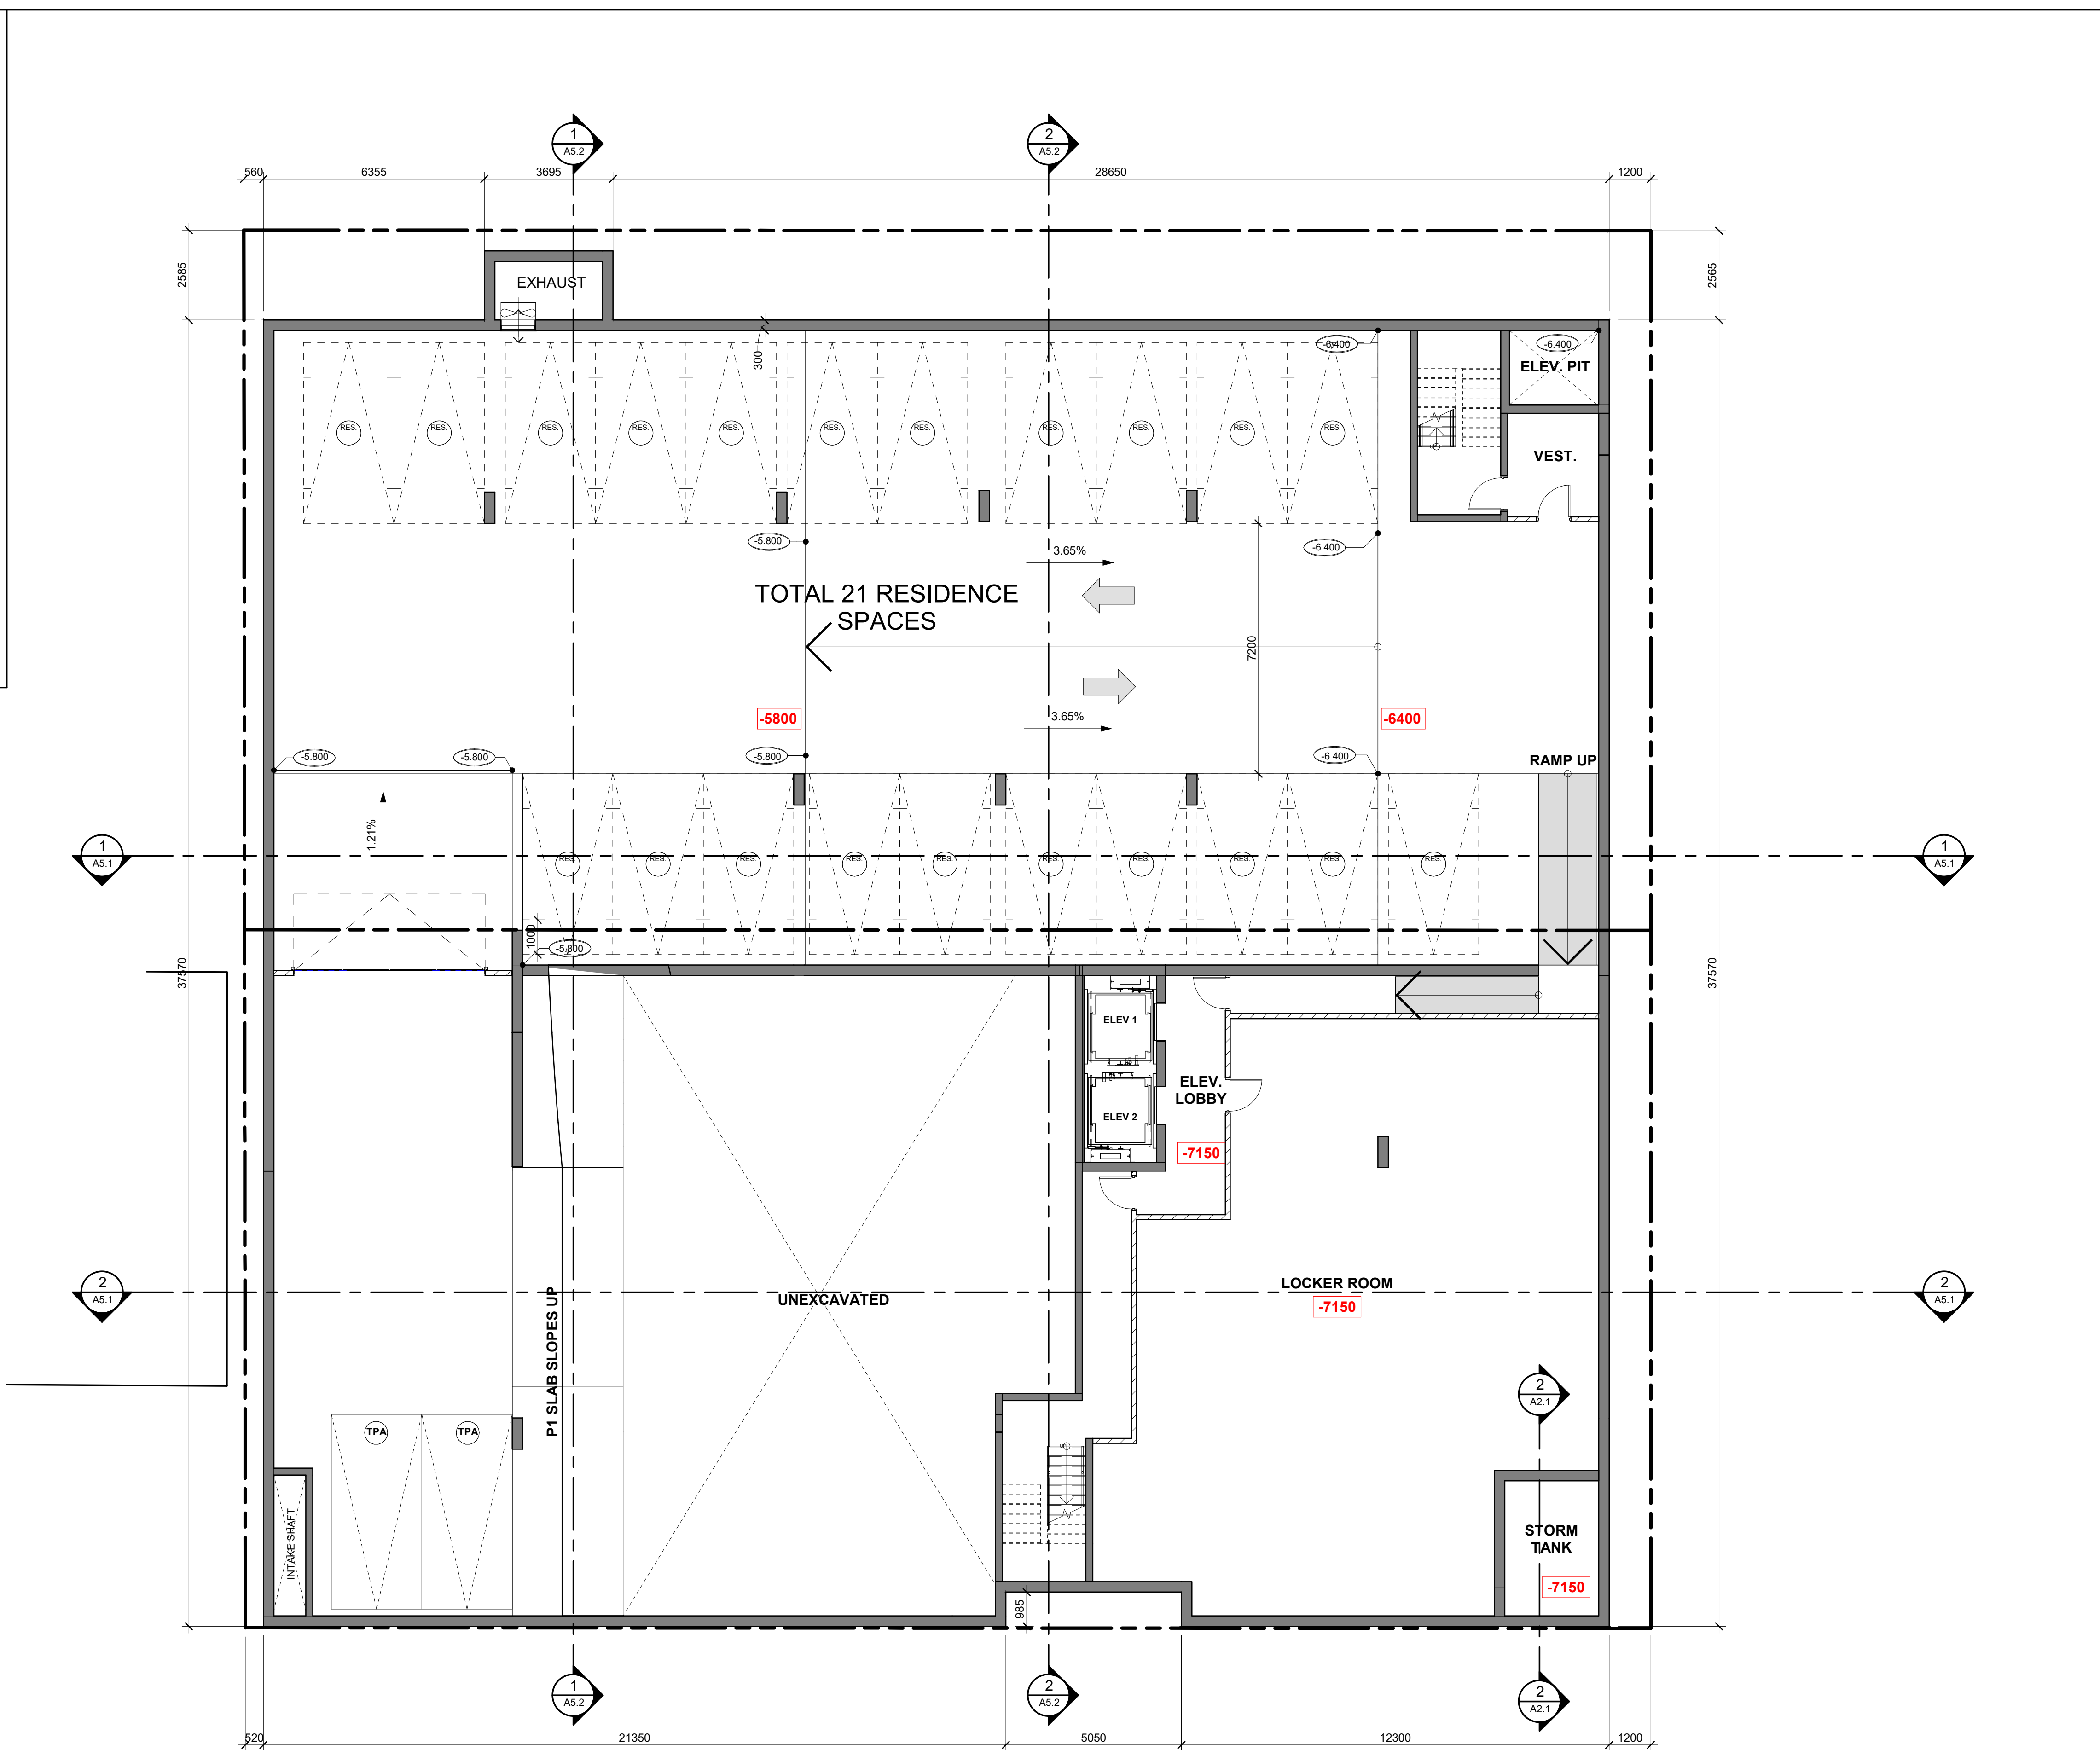 1
A5.2
2
A5.2
560
6355
3695
28650
1200
2585
2565
EXHAUST
300
-6.400
-6.400
ELEV. PIT
RES.
RES.
RES.
RES.
RES.
RES.
RES.
RES.
RES.
RES.
RES.
VEST.
-5.800
-6.400
3.65%
TOTAL 21 RESIDENCE
SPACES
7200
-5800
-6400
3.65%
-5.800
-5.800
-5.800
-6.400
RAMP UP
1.21%
1
A5.1
1
A5.1
RES.
RES.
RES.
RES.
RES.
RES.
RES.
RES.
RES.
RES.
1000
-5.800
37570
37570
ELEV 1
ELEV.
LOBBY
ELEV 2
-7150
2
A5.1
2
A5.1
P1 SLAB SLOPES UP
UNEXCAVATED
LOCKER ROOM
-7150
2
A2.1
TPA
TPA
INTAKE SHAFT
STORM
TANK
-7150
985
1
A5.2
2
A5.2
2
A2.1
520
21350
5050
12300
1200